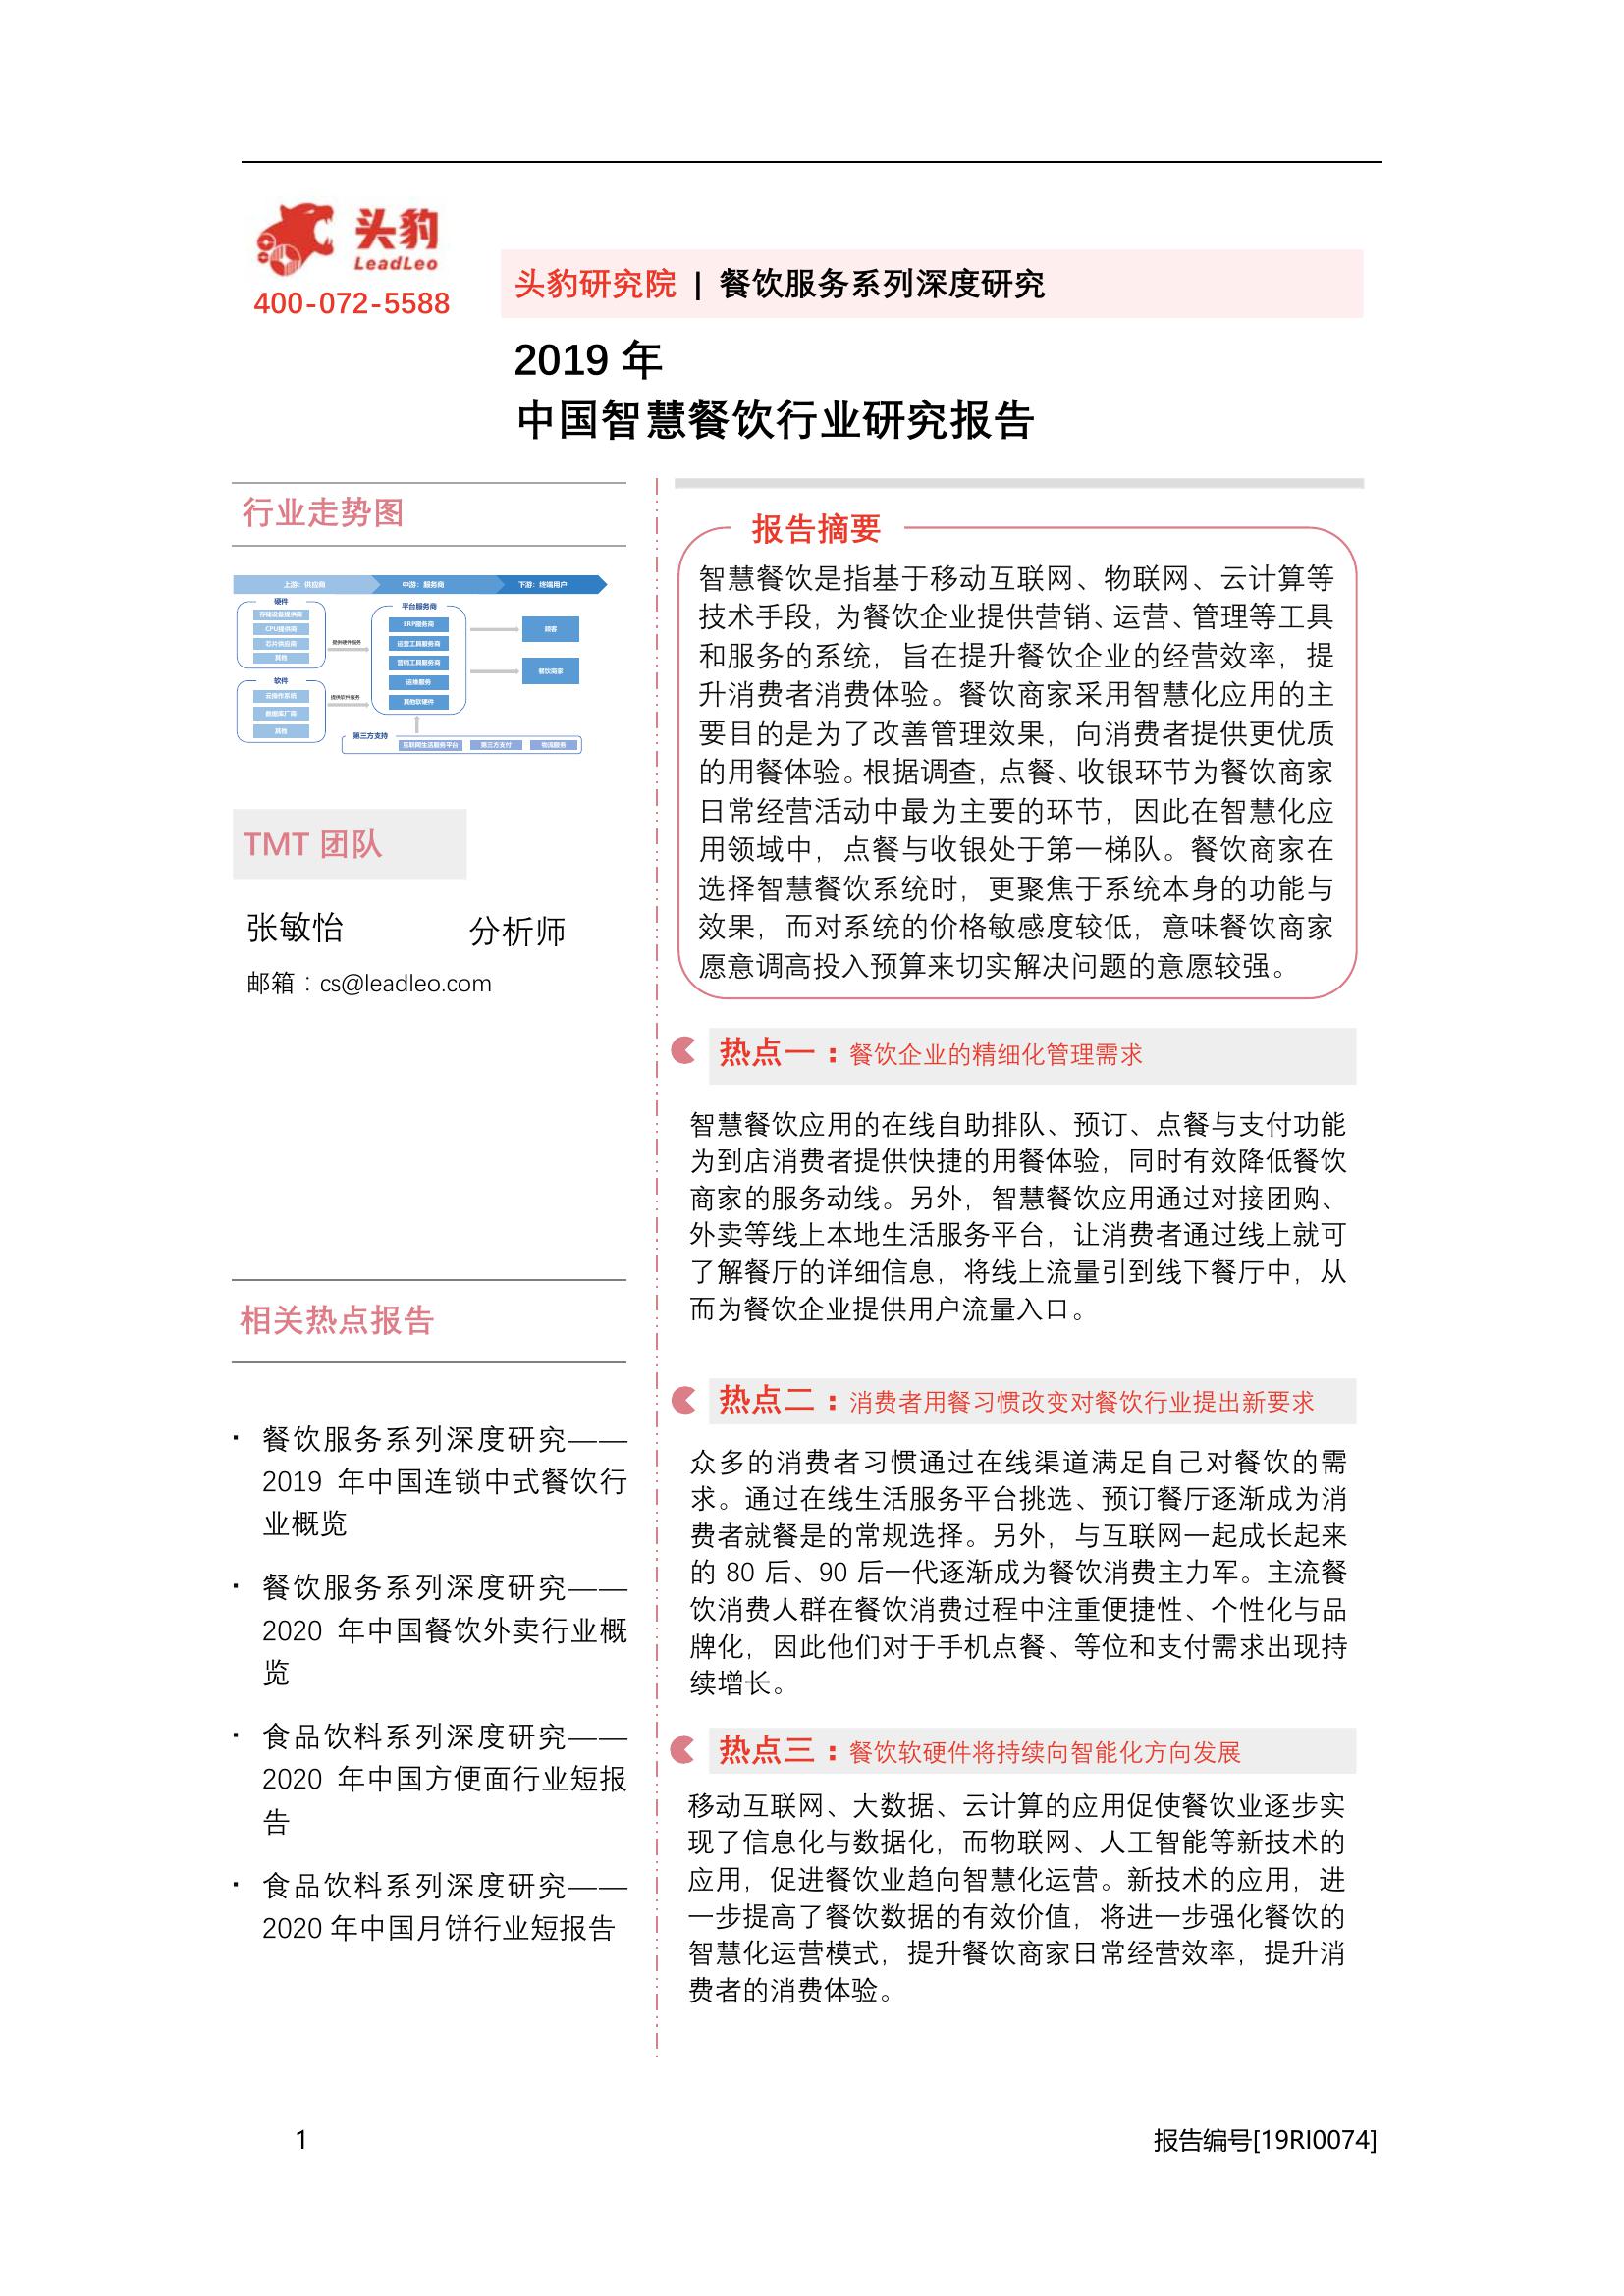 头豹
LeadLeo
400-072-5588
头豹研究院 | 餐饮服务系列深度研究
2019 年
中国智慧餐饮行业研究报告
行业走势图
上游：供应商
中游：服务商
下游：终端用户
硬件
存储设备提供商
CPU提供商
芯片供应商
其他
提供硬件服务
软件
云操作系统
数据库厂商
其他
提供软件服务
平台服务商
ERP服务商
运营工具服务商
营销工具服务商
运维服务
其他软硬件
顾客
餐饮商家
第三方支持
互联网生活服务平台
第三方支付
物流服务
TMT 团队
张敏怡 分析师
邮箱：cs@leadleo.com
相关热点报告
· 餐饮服务系列深度研究——
2019 年中国连锁中式餐饮行
业概览
· 餐饮服务系列深度研究——
2020 年中国餐饮外卖行业概
览
· 食品饮料系列深度研究——
2020 年中国方便面行业短报
告
· 食品饮料系列深度研究——
2020 年中国月饼行业短报告
报告摘要
智慧餐饮是指基于移动互联网、物联网、云计算等
技术手段，为餐饮企业提供营销、运营、管理等工具
和服务的系统，旨在提升餐饮企业的经营效率，提
升消费者消费体验。餐饮商家采用智慧化应用的主
要目的是为了改善管理效果，向消费者提供更优质
的用餐体验。根据调查，点餐、收银环节为餐饮商家
日常经营活动中最为主要的环节，因此在智慧化应
用领域中，点餐与收银处于第一梯队。餐饮商家在
选择智慧餐饮系统时，更聚焦于系统本身的功能与
效果，而对系统的价格敏感度较低，意味餐饮商家
愿意调高投入预算来切实解决问题的意愿较强。
热点一：餐饮企业的精细化管理需求
智慧餐饮应用的在线自助排队、预订、点餐与支付功能
为到店消费者提供快捷的用餐体验，同时有效降低餐饮
商家的服务动线。另外，智慧餐饮应用通过对接团购、
外卖等线上本地生活服务平台，让消费者通过线上就可
了解餐厅的详细信息，将线上流量引到线下餐厅中，从
而为餐饮企业提供用户流量入口。
热点二：消费者用餐习惯改变对餐饮行业提出新要求
众多的消费者习惯通过在线渠道满足自己对餐饮的需
求。通过在线生活服务平台挑选、预订餐厅逐渐成为消
费者就餐是的常规选择。另外，与互联网一起成长起来
的 80 后、90 后一代逐渐成为餐饮消费主力军。主流餐
饮消费人群在餐饮消费过程中注重便捷性、个性化与品
牌化，因此他们对于手机点餐、等位和支付需求出现持
续增长。
热点三：餐饮软硬件将持续向智能化方向发展
移动互联网、大数据、云计算的应用促使餐饮业逐步实
现了信息化与数据化，而物联网、人工智能等新技术的
应用，促进餐饮业趋向智慧化运营。新技术的应用，进
一步提高了餐饮数据的有效价值，将进一步强化餐饮的
智慧化运营模式，提升餐饮商家日常经营效率，提升消
费者的消费体验。
1
报告编号[19RI0074]